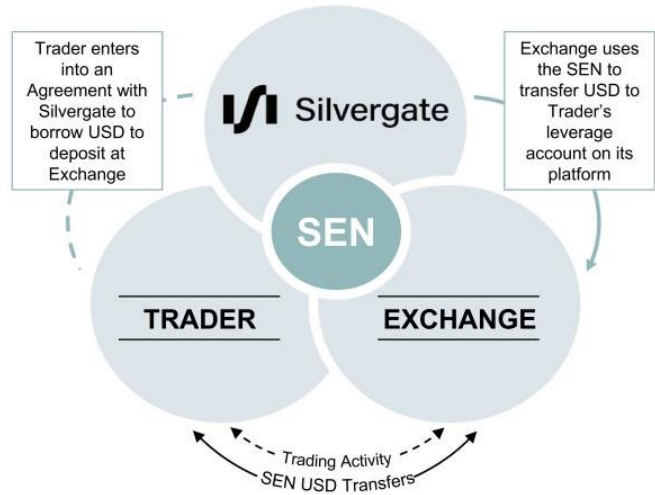 Trader enters
into an
Agreement with
Silvergate to
borrow USD to
deposit at
Exchange
Silvergate
Exchange uses
the SEN to
transfer USD to
Trader's
leverage
account on its
platform
SEN
TRADER
EXCHANGE
Trading Activity
SEN USD Transfers